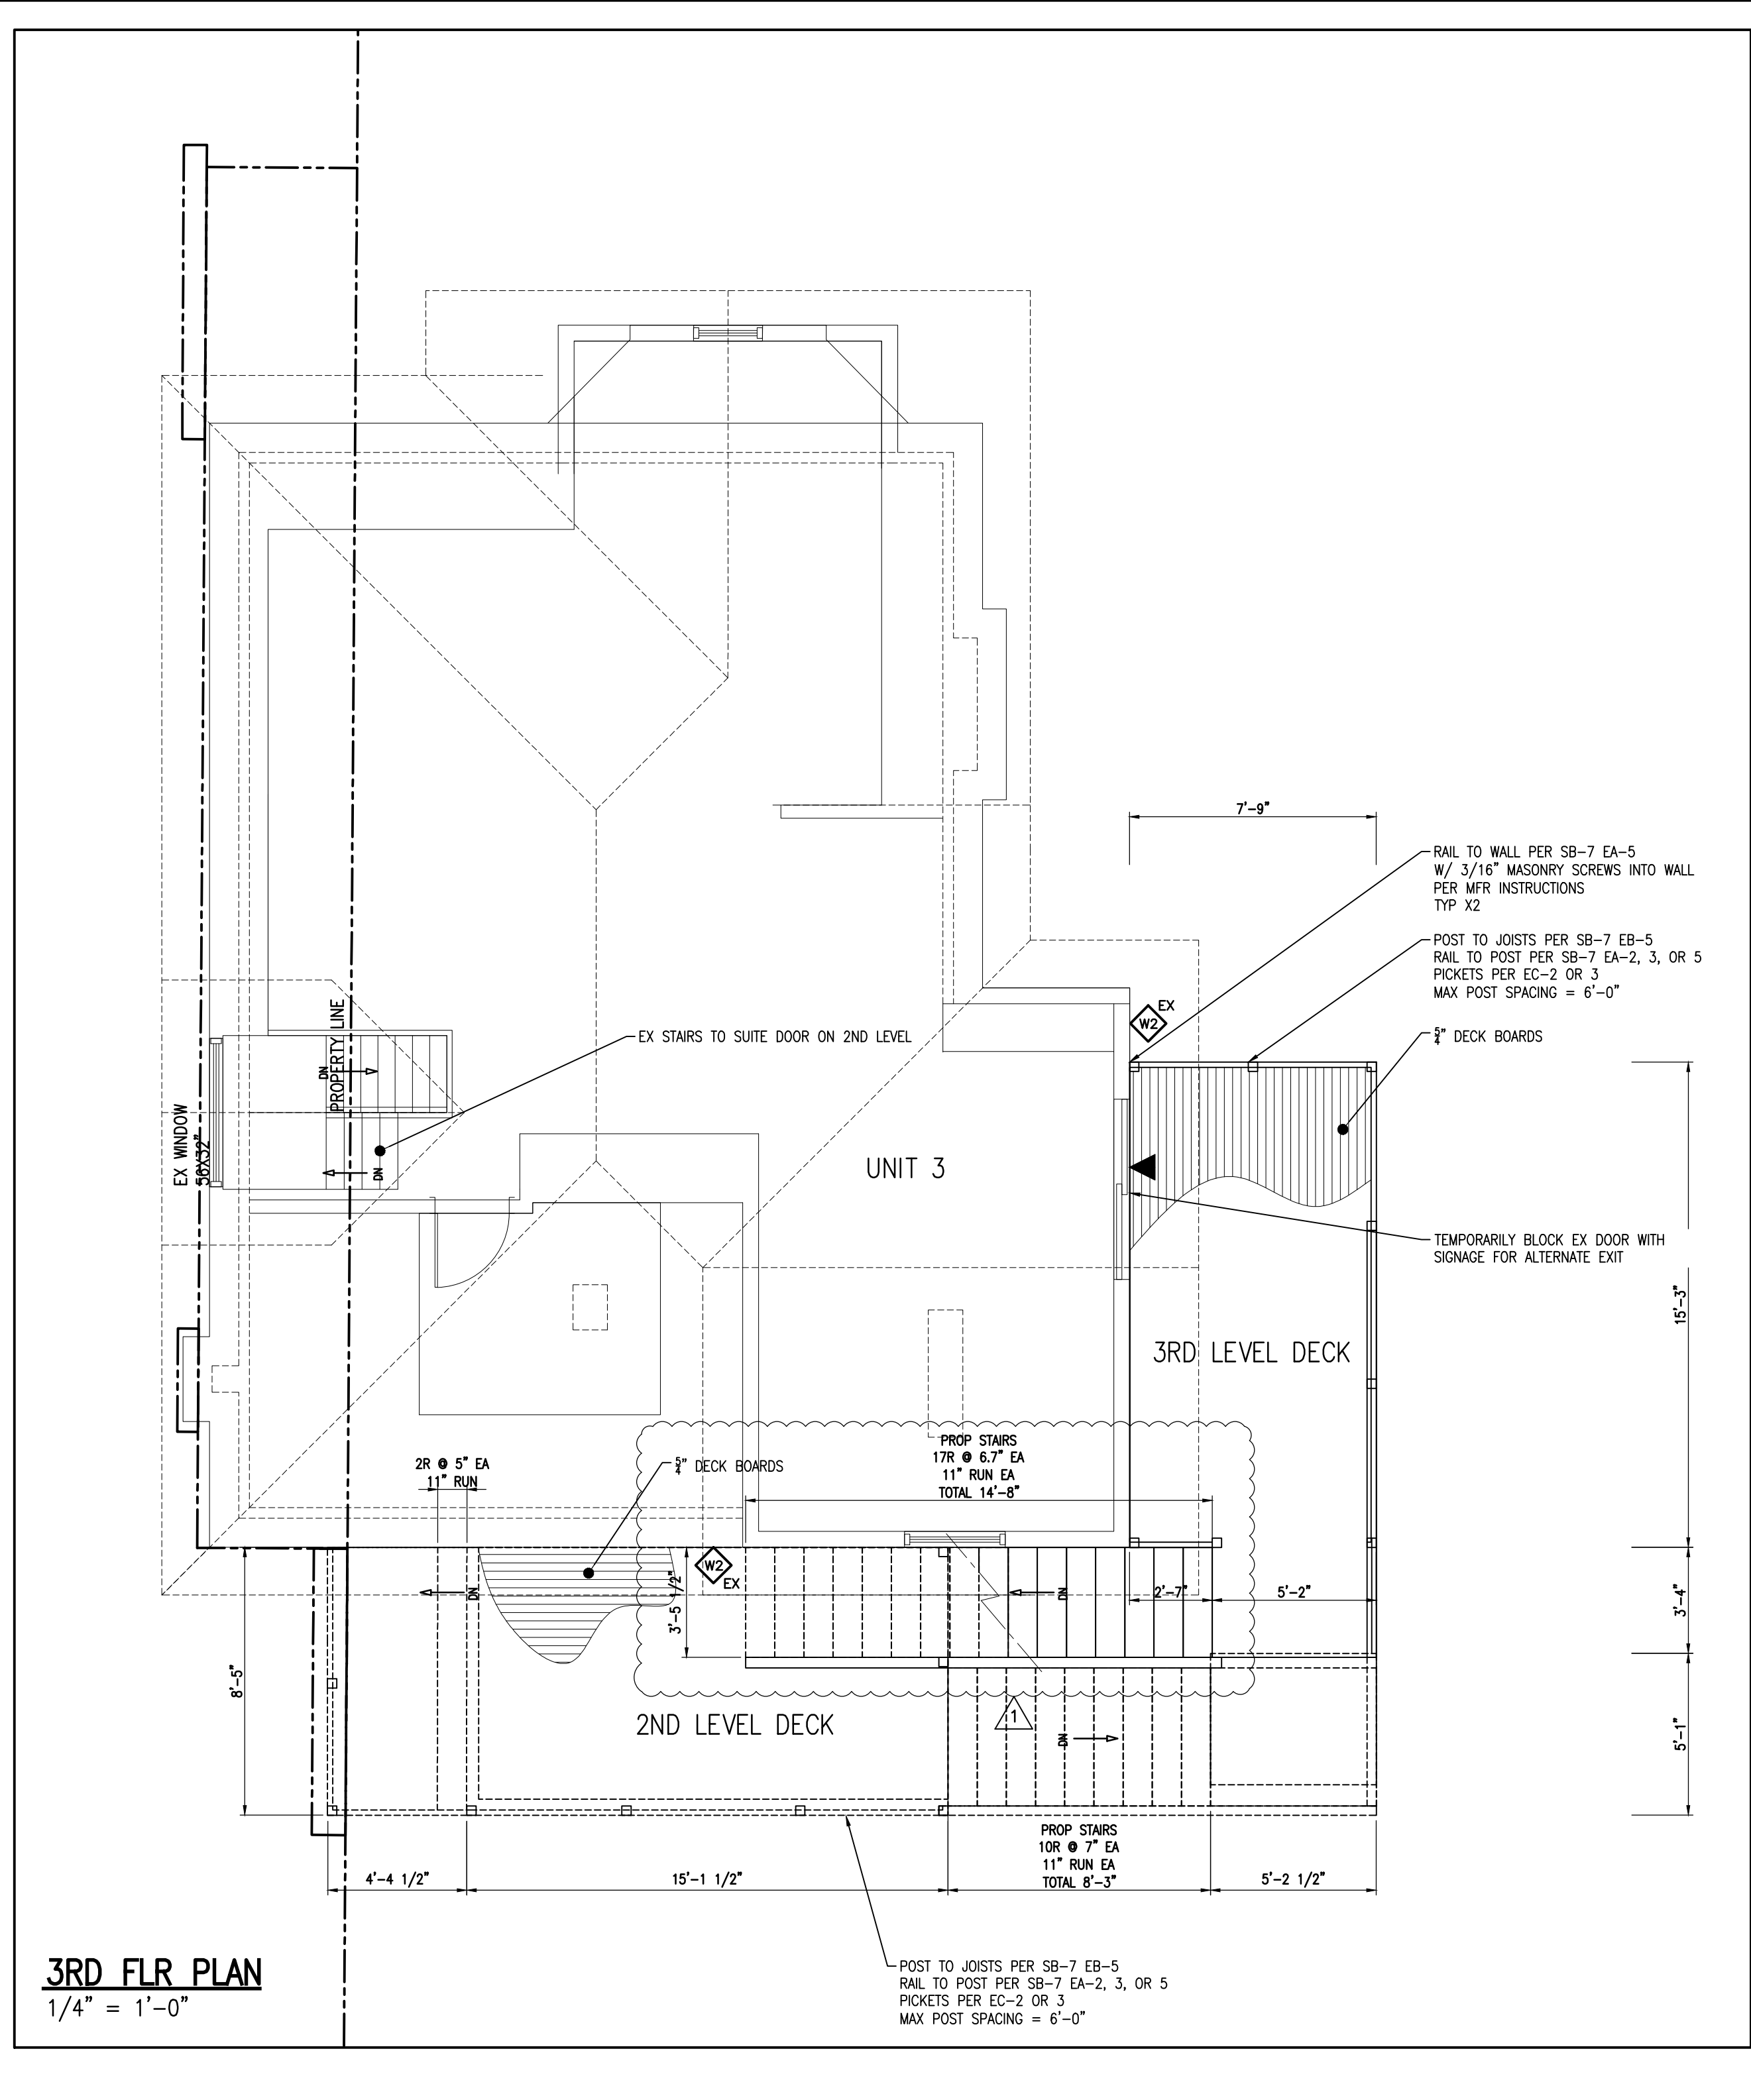 7'-9"
RAIL TO WALL PER SB-7 EA-5
W/ 3/16" MASONRY SCREWS INTO WALL
PER MFR INSTRUCTIONS
TYP X2
POST TO JOISTS PER SB-7 EB-5
RAIL TO POST PER SB-7 EA-2, 3, OR 5
PICKETS PER EC-2 OR 3
MAX POST SPACING = 6'-0"
EX
W2
5/4" DECK BOARDS
EX STAIRS TO SUITE DOOR ON 2ND LEVEL
PROPERTY LINE
DN
DN
EX WINDOW
56X32"
UNIT 3
TEMPORARILY BLOCK EX DOOR WITH
SIGNAGE FOR ALTERNATE EXIT
15'-3"
3RD LEVEL DECK
PROP STAIRS
17R @ 6.7" EA
11" RUN EA
TOTAL 14'-8"
2R @ 5" EA
11" RUN
5/4" DECK BOARDS
W2
EX
DN
DN
3'-5 1/2"
2'-7"
5'-2"
3'-4"
8'-5"
2ND LEVEL DECK
1
DN
5'-1"
PROP STAIRS
10R @ 7" EA
11" RUN EA
TOTAL 8'-3"
4'-4 1/2"
15'-1 1/2"
5'-2 1/2"
POST TO JOISTS PER SB-7 EB-5
RAIL TO POST PER SB-7 EA-2, 3, OR 5
PICKETS PER EC-2 OR 3
MAX POST SPACING = 6'-0"
3RD FLR PLAN
1/4" = 1'-0"